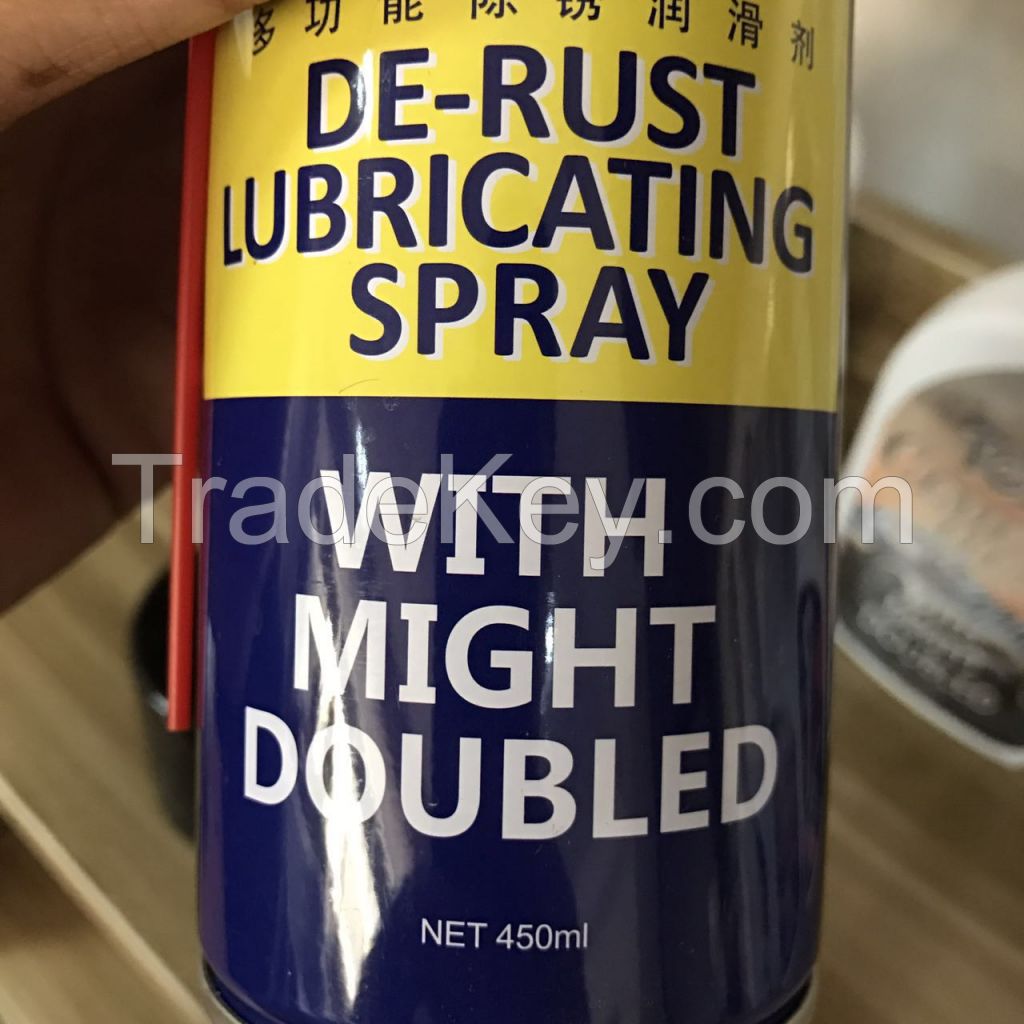 多功能除锈润滑剂
DE-RUST
LUBRICATING
SPRAY
TradeKey.com
WITH
MIGHT
DOUBLED
NET 450ml